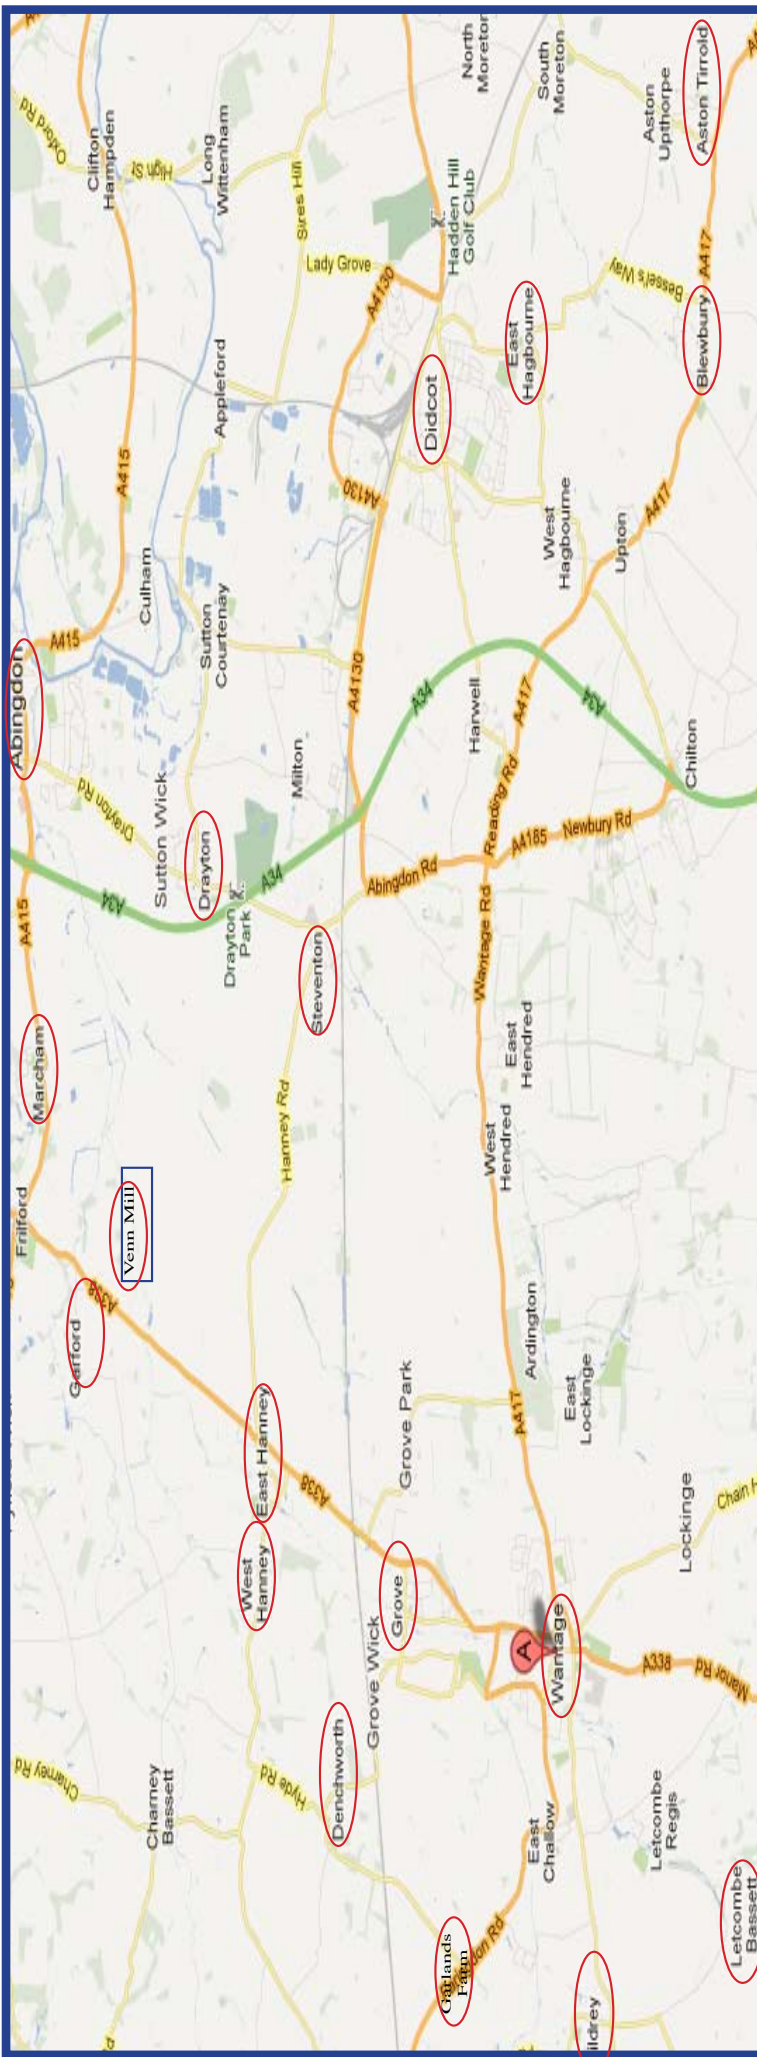 Charney Rd
Frilford
Marcham
A415
Abingdon
A415
Oxford Rd
Garford
A338
Venn Mill
A34
Drayton Rd
Culham
A415
Clifton
Hampden
High St
Charney
Bassett
Sutton Wick
Drayton
Sutton
Courtenay
Appleford
Long
Wittenham
West
Hanney
East Hanney
Hanney Rd
Drayton
Park
A34
Hyde Rd
Denchworth
A338
Steventon
Milton
Sires Hill
Lady Grove
Grove Wick
Grove
Grove Park
Abingdon Rd
A4130
A4130
A4130
A34
Didcot
Hadden Hill
Golf Club
North
Moreton
Garlands
Farm
don Rd
Wantage Rd
Reading Rd
Harwell
A417
West
Hendred
East
Hendred
A4185
Newbury Rd
East
Hagbourne
South
Moreton
East
Challow
A
Wantage
A417
Ardington
East
Lockinge
A34
West
Hagbourne
Upton
A417
Bessel's Way
ildrey
Letcombe
Regis
A338
Manor Rd
Lockinge
Chilton
Blewbury
A417
Aston
Upthorpe
Aston Tirrold
Letcombe
Bassett
Chain H